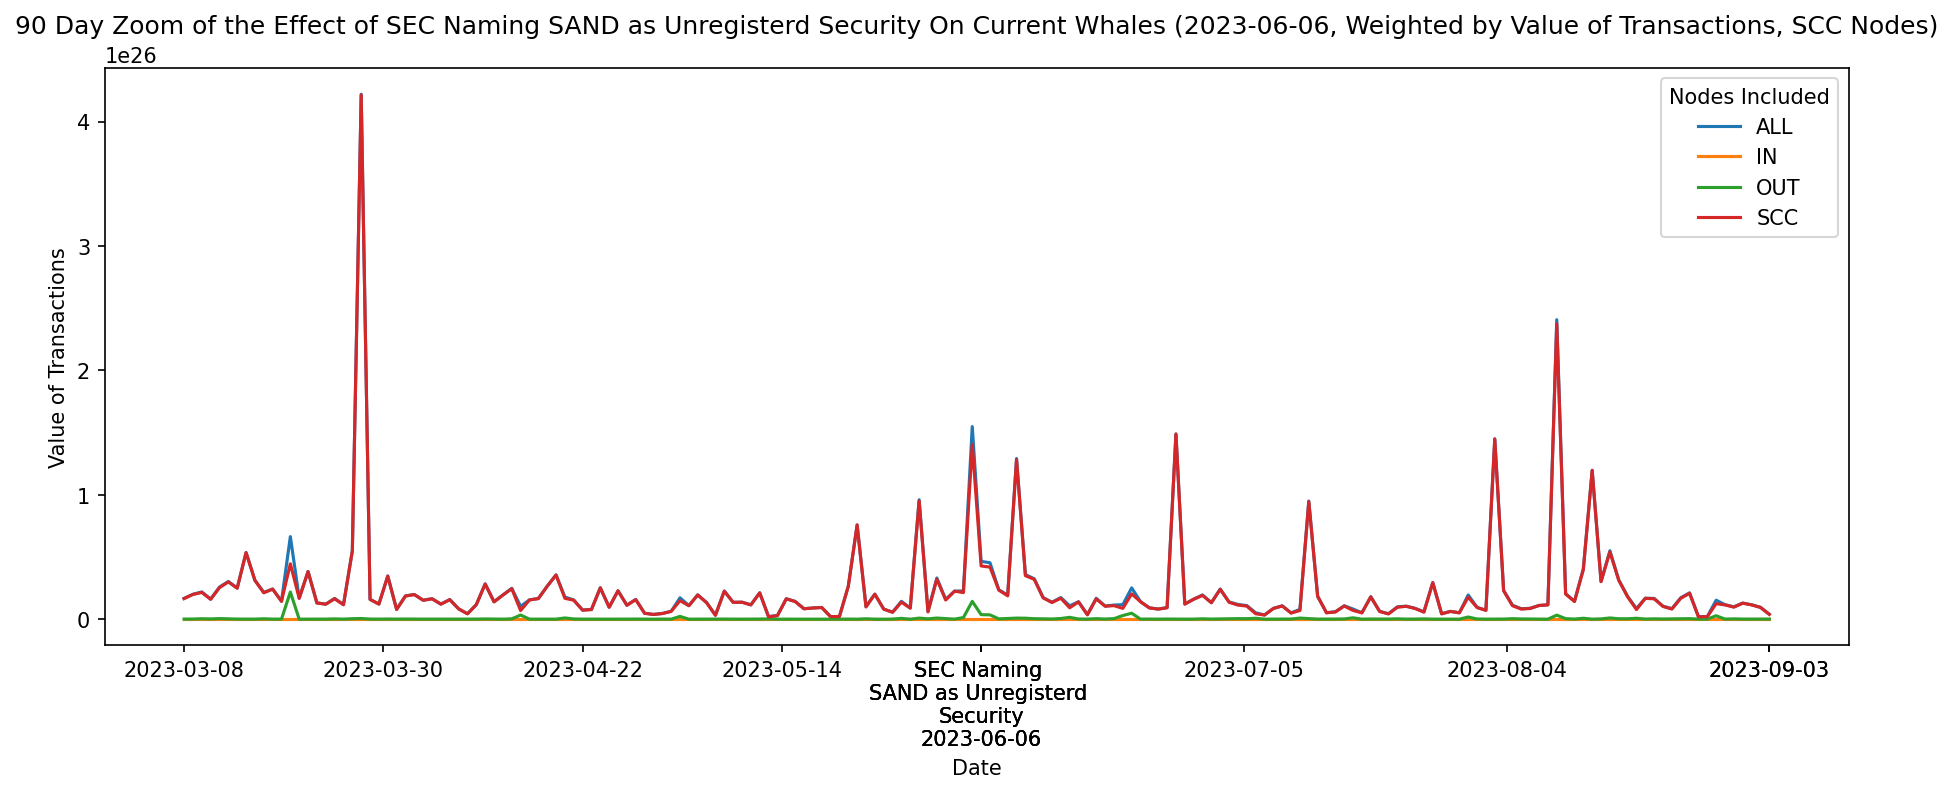 90 Day Zoom of the Effect of SEC Naming SAND as Unregisterd Security On Current Whales (2023-06-06, Weighted by Value of Transactions, SCC Nodes)
1e26
4
3
2
1
0
Value of Transactions
Nodes Included
ALL
IN
OUT
SCC
2023-03-08
2023-03-30
2023-04-22
2023-05-14
SEC Naming
SAND as Unregisterd
Security
2023-06-06
2023-07-05
2023-08-04
2023-09-03
Date